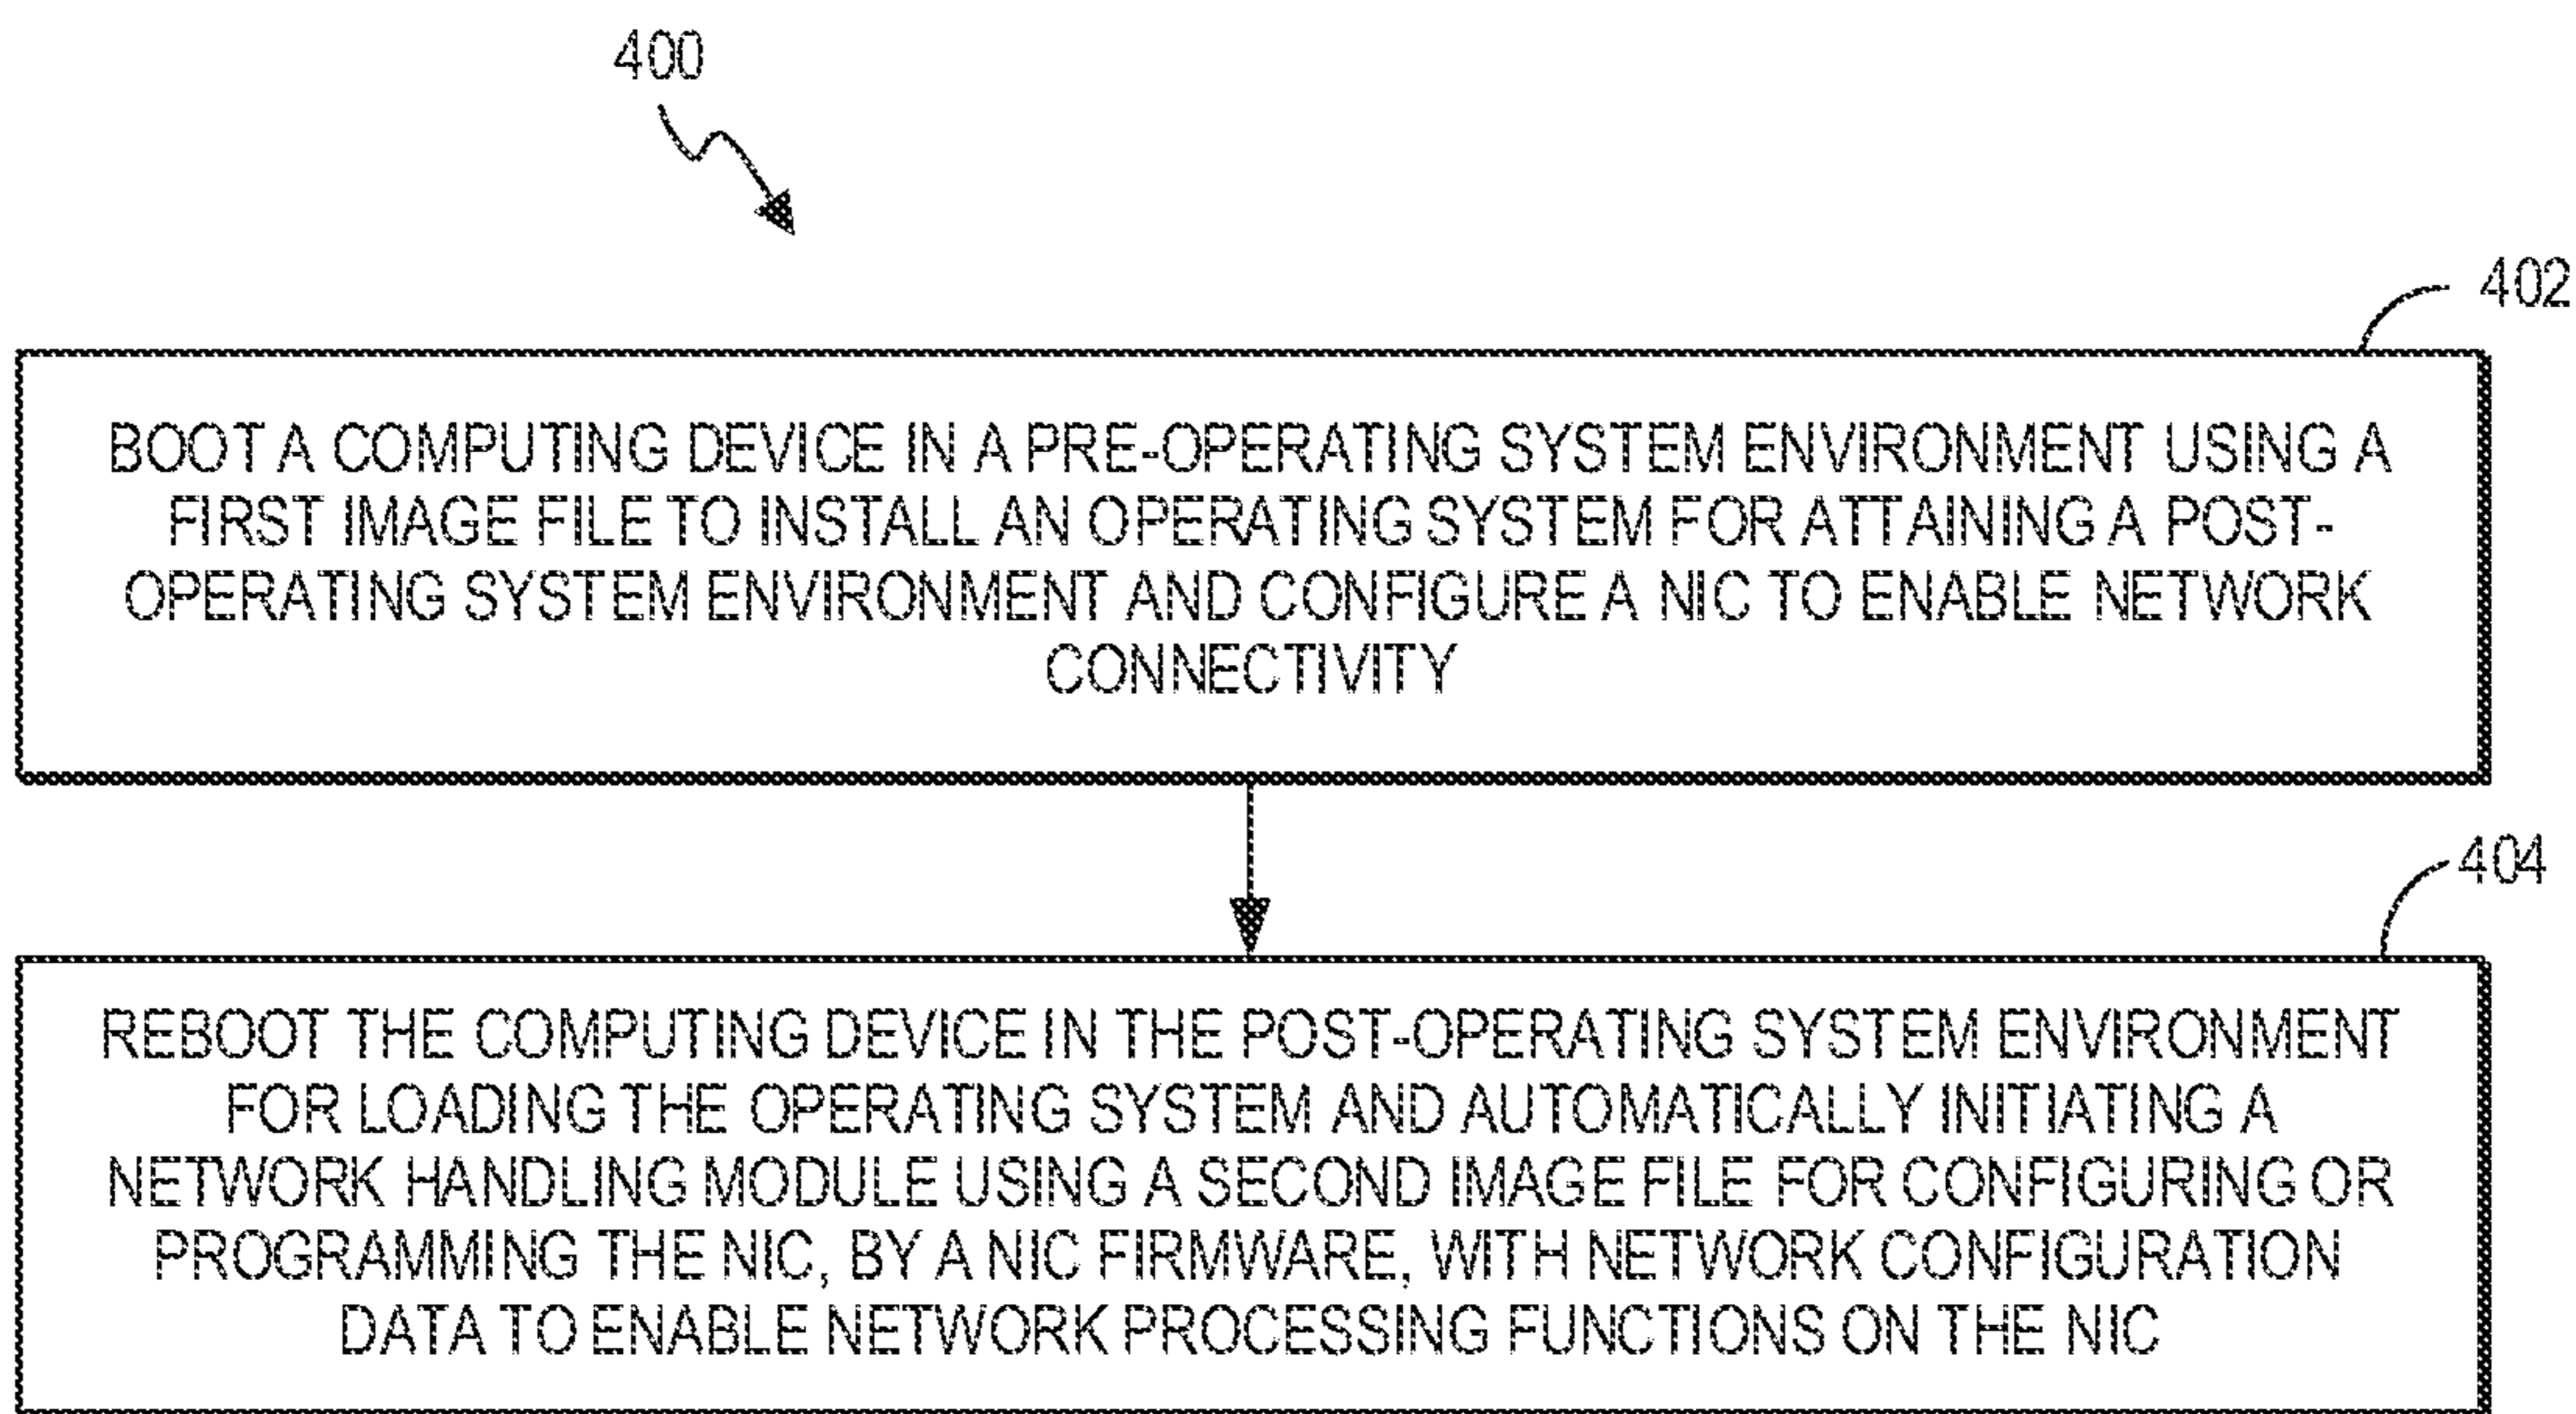 400
402
BOOT A COMPUTING DEVICE IN A PRE-OPERATING SYSTEM ENVIRONMENT USING A
FIRST IMAGE FILE TO INSTALL AN OPERATING SYSTEM FOR ATTAINING A POST-
OPERATING SYSTEM ENVIRONMENT AND CONFIGURE A NIC TO ENABLE NETWORK
CONNECTIVITY
404
REBOOT THE COMPUTING DEVICE IN THE POST-OPERATING SYSTEM ENVIRONMENT
FOR LOADING THE OPERATING SYSTEM AND AUTOMATICALLY INITIATING A
NETWORK HANDLING MODULE USING A SECOND IMAGE FILE FOR CONFIGURING OR
PROGRAMMING THE NIC, BY A NIC FIRMWARE, WITH NETWORK CONFIGURATION
DATA TO ENABLE NETWORK PROCESSING FUNCTIONS ON THE NIC